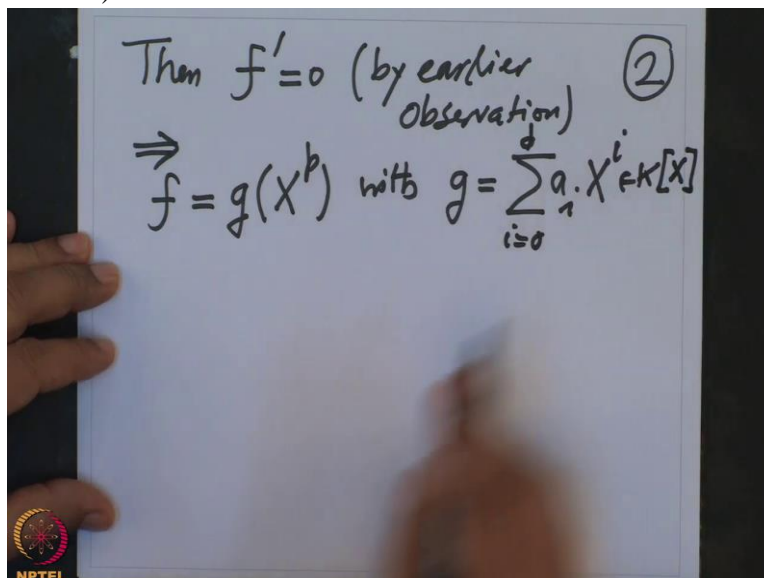 Then f'=0 (by earlier ②
observation)
⇒ f = g(X^p) with g = ∑_{i=0}^{d} a_i X^i ∈ K[X]
NPTEL